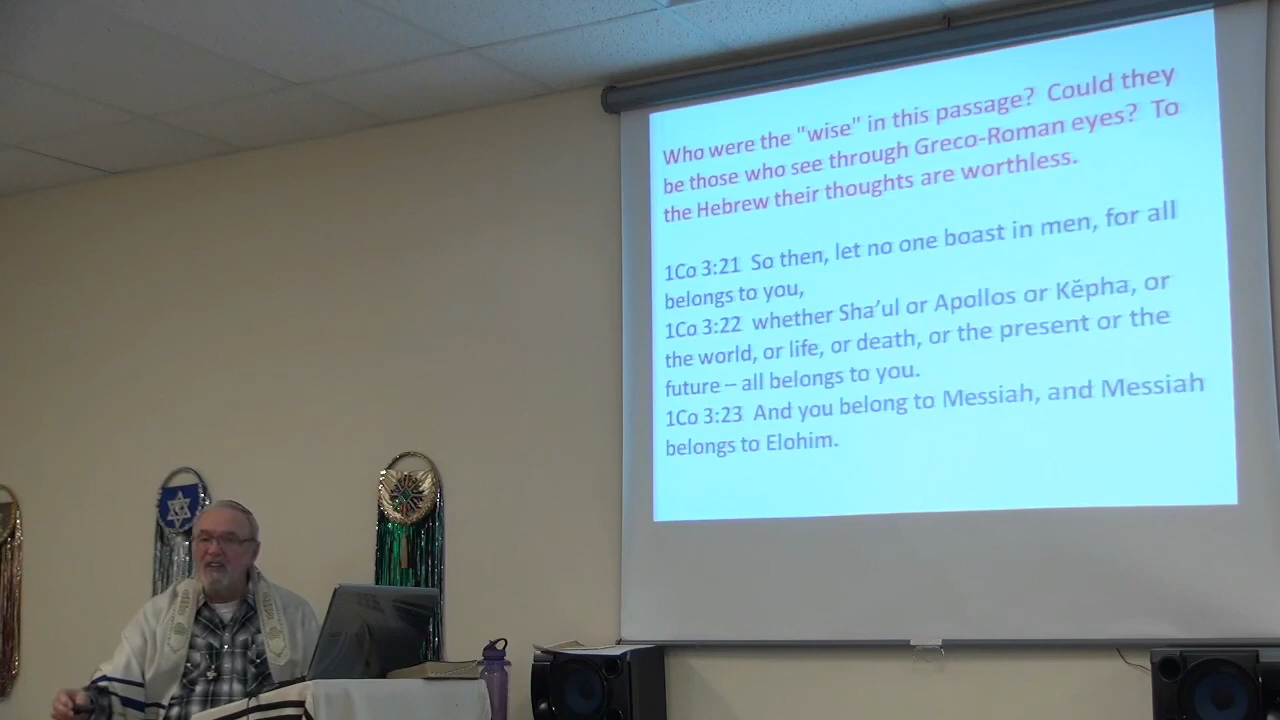 Who were the "wise" in this passage?  Could they
be those who see through Greco-Roman eyes?  To
the Hebrew their thoughts are worthless.
1Co 3:21  So then, let no one boast in men, for all
belongs to you,
1Co 3:22  whether Sha’ul or Apollos or Kĕpha, or
the world, or life, or death, or the present or the
future – all belongs to you.
1Co 3:23  And you belong to Messiah, and Messiah
belongs to Elohim.